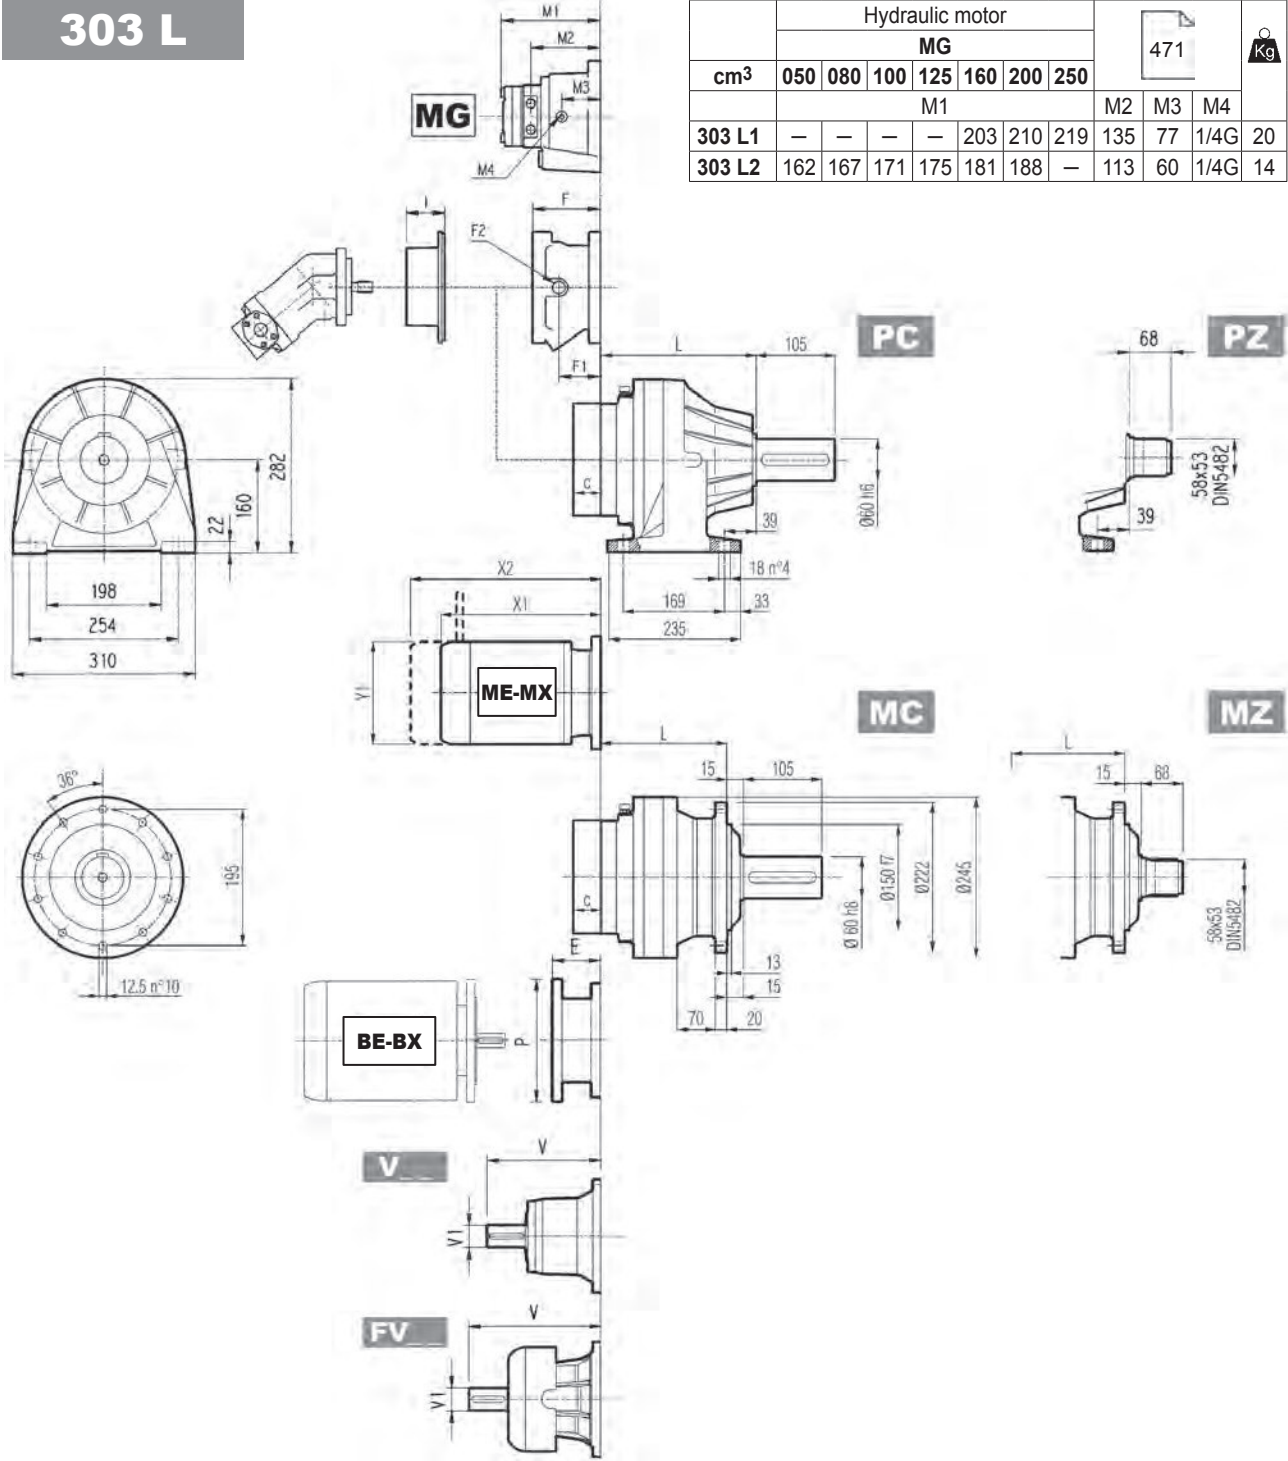 303 L
Hydraulic motor
MG
471
Kg
cm³ 050 080 100 125 160 200 250
M1 M2 M3 M4
303 L1 – – – – 203 210 219 135 77 1/4G 20
303 L2 162 167 171 175 181 188 – 113 60 1/4G 14
M1
M2
M3
MG
M4
I
F
F2
F1
PC
PZ
L
105
68
282
160
22
198
254
310
C
Ø60 h6
39
18 n°4
169
33
235
58x53
DIN5482
39
X2
X1
Y1
ME-MX
MC
MZ
L
15
105
L
15
68
36°
195
12.5 n°10
C
Ø 60 h6
Ø150 f7
Ø222
Ø245
58x53
DIN5482
E
13
15
70
20
BE-BX
P
V__
V
V1
FV__
V
V1